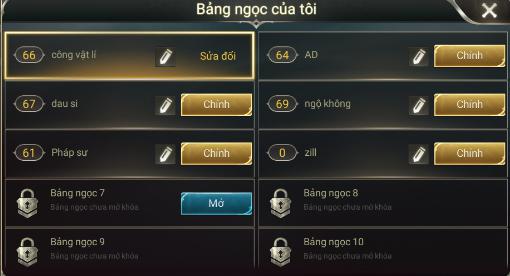 Bảng ngọc của tôi
66 công vật lí Sửa đổi
64 AD Chỉnh
67 dau si Chỉnh
69 ngộ không Chỉnh
61 Pháp sư Chỉnh
0 zill Chỉnh
Bảng ngọc 7 Mở
Bảng ngọc chưa mở khóa
Bảng ngọc 8
Bảng ngọc chưa mở khóa
Bảng ngọc 9
Bảng ngọc chưa mở khóa
Bảng ngọc 10
Bảng ngọc chưa mở khóa